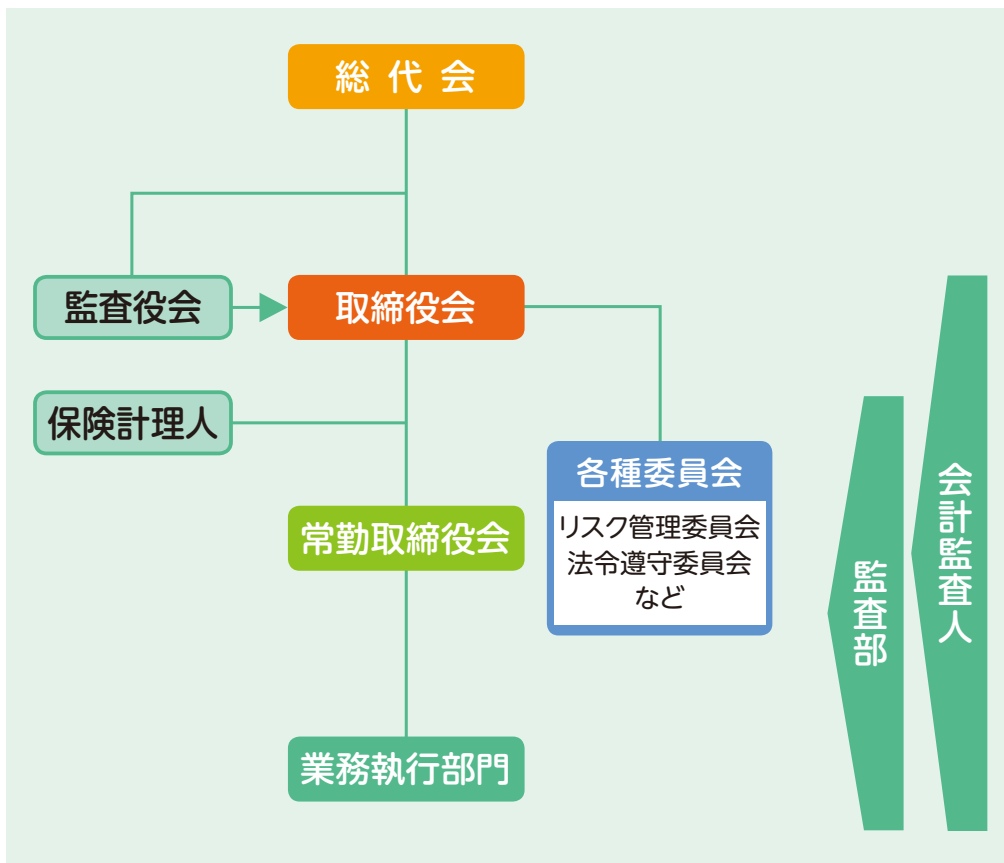 総代会
監査役会
取締役会
保険計理人
各種委員会
リスク管理委員会
法令遵守委員会
など
常勤取締役会
業務執行部門
監査部
会計監査人